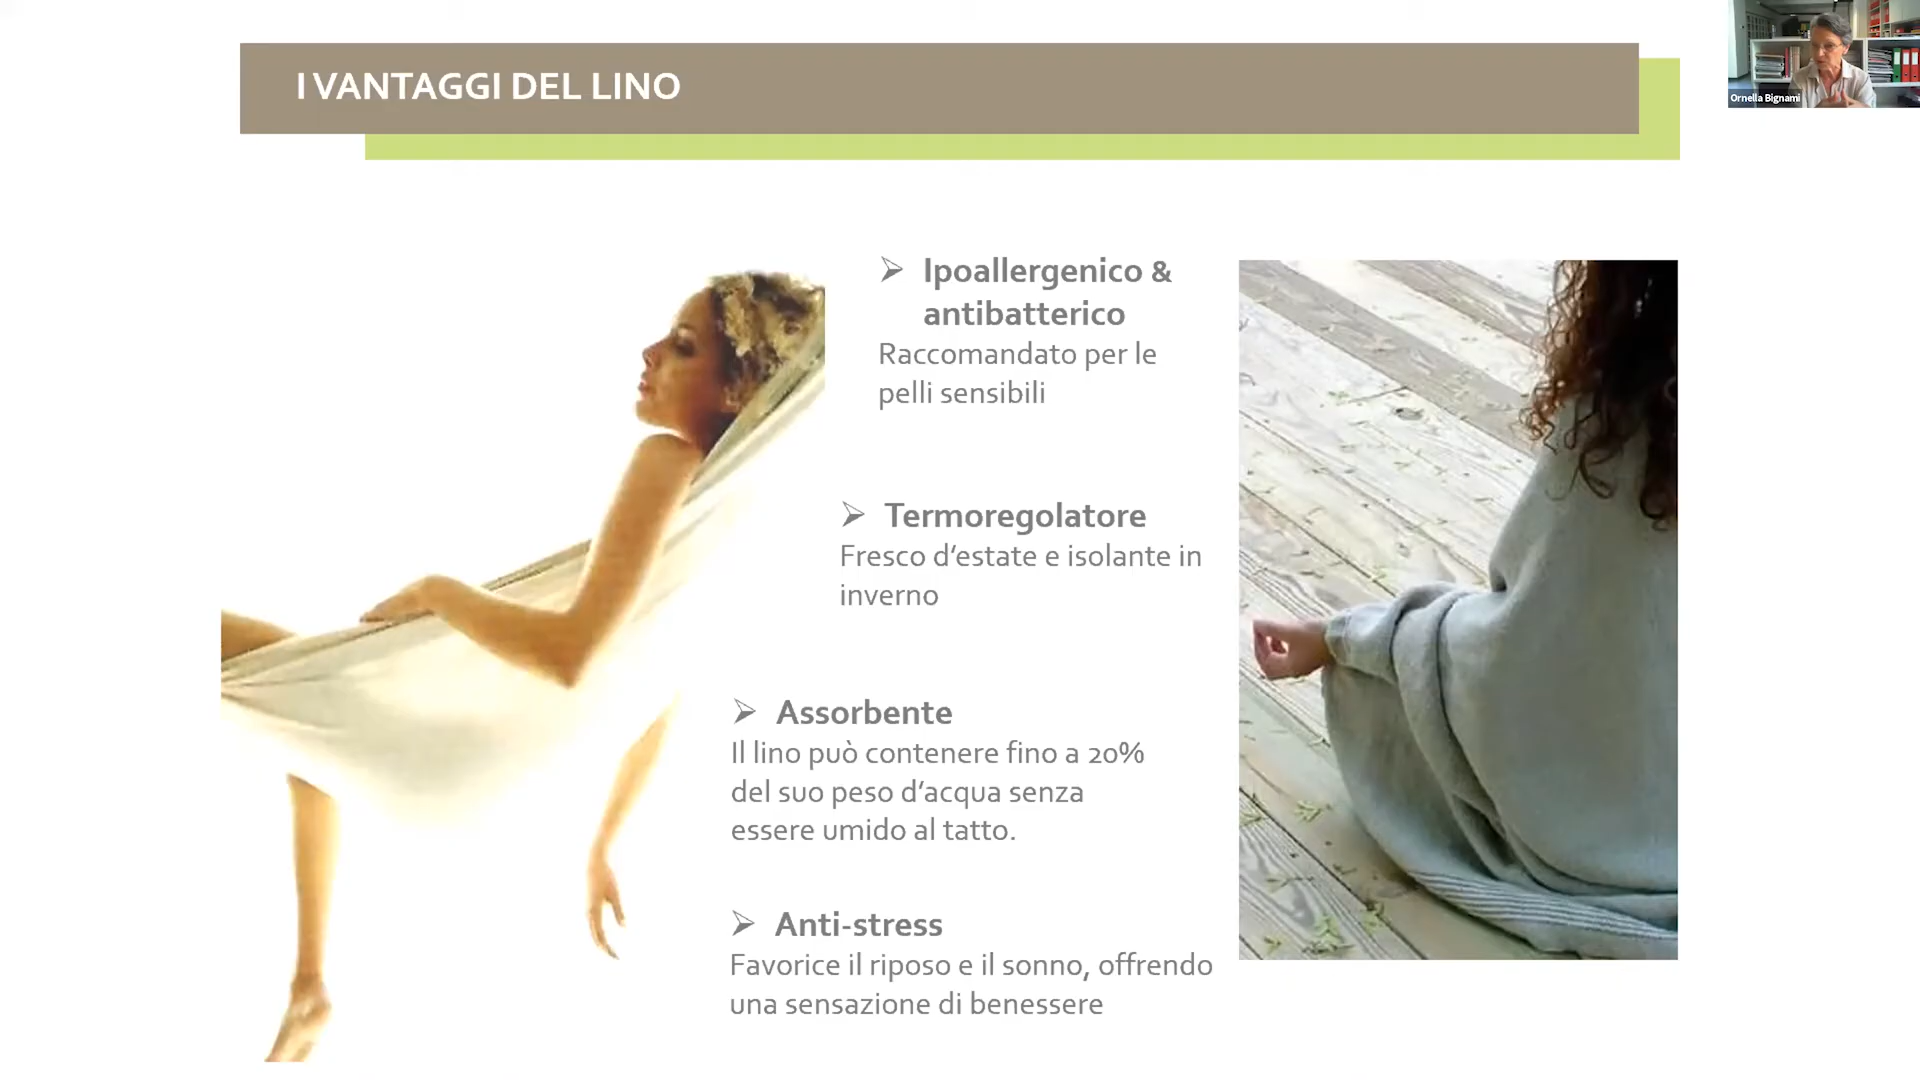 I VANTAGGI DEL LINO
Ornella Bignami
➢ Ipoallergenico &
antibatterico
Raccomandato per le
pelli sensibili
➢ Termoregolatore
Fresco d’estate e isolante in
inverno
➢ Assorbente
Il lino può contenere fino a 20%
del suo peso d’acqua senza
essere umido al tatto.
➢ Anti-stress
Favorice il riposo e il sonno, offrendo
una sensazione di benessere